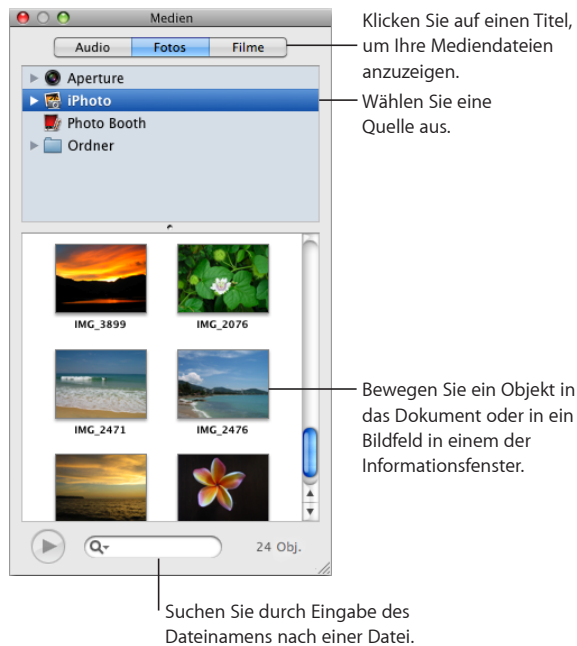 Medien
Audio Fotos Filme
Aperture
iPhoto
Photo Booth
Ordner
IMG_3899 IMG_2076
IMG_2471 IMG_2476
24 Obj.
Klicken Sie auf einen Titel,
um Ihre Mediendateien
anzuzeigen.
Wählen Sie eine
Quelle aus.
Bewegen Sie ein Objekt in
das Dokument oder in ein
Bildfeld in einem der
Informationsfenster.
Suchen Sie durch Eingabe des
Dateinamens nach einer Datei.